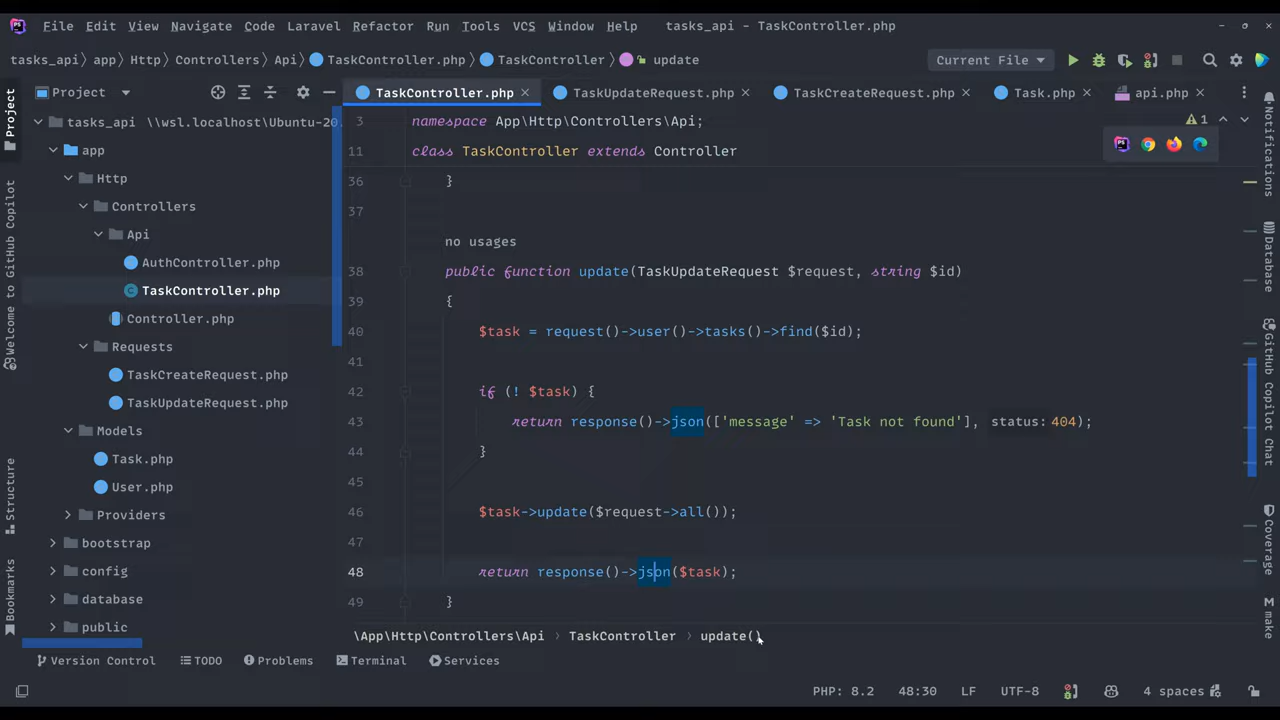 File Edit View Navigate Code Laravel Refactor Run Tools VCS Window Help tasks_api - TaskController.php
tasks_api app Http Controllers Api TaskController.php TaskController update
Current File
Project
TaskController.php TaskUpdateRequest.php TaskCreateRequest.php Task.php api.php
Project
Structure
Bookmarks
Welcome to GitHub Copilot
tasks_api \\wsl.localhost\Ubuntu-20.
app
Http
Controllers
Api
AuthController.php
TaskController.php
Controller.php
Requests
TaskCreateRequest.php
TaskUpdateRequest.php
Models
Task.php
User.php
Providers
bootstrap
config
database
public
3 namespace App\Http\Controllers\Api;
11 class TaskController extends Controller
1
36 }
37
no usages
38 public function update(TaskUpdateRequest $request, string $id)
39 {
40 $task = request()->user()->tasks()->find($id);
41
42 if (! $task) {
43 return response()->json(['message' => 'Task not found'], status: 404);
44 }
45
46 $task->update($request->all());
47
48 return response()->json($task);
49 }
\App\Http\Controllers\Api › TaskController › update()
Notifications
Database
GitHub Copilot Chat
Coverage
make
Version Control TODO Problems Terminal Services
PHP: 8.2 48:30 LF UTF-8 4 spaces